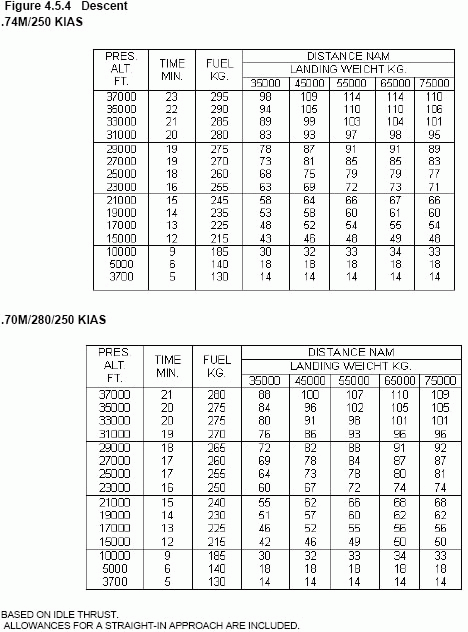 Figure 4.5.4 Descent
.74M/250 KIAS
PRES. ALT. FT. TIME MIN. FUEL KG. DISTANCE NAM
LANDING WEICHT KG.
35000 45000 55000 65000 75000
37000 23 295 98 109 114 114 110
35000 22 290 94 105 110 110 106
33000 21 285 89 99 103 104 101
31000 20 280 83 93 97 98 95
29000 19 275 78 87 91 91 89
27000 19 270 73 81 85 85 83
25000 18 260 68 75 79 79 77
23000 16 255 63 69 72 73 71
21000 15 245 58 64 66 67 66
19000 14 235 53 58 60 61 60
17000 13 225 48 52 54 55 54
15000 12 215 43 46 48 49 48
10000 9 185 30 32 33 34 33
5000 6 140 18 18 18 18 18
3700 5 130 14 14 14 14 14
.70M/280/250 KIAS
PRES. ALT. FT. TIME MIN. FUEL KG. DISTANCE NAM
LANDING WEICHT KG.
35000 45000 55000 65000 75000
37000 21 280 88 100 107 110 109
35000 20 275 84 96 102 105 105
33000 20 275 80 91 98 101 101
31000 19 270 76 86 93 96 96
29000 18 265 72 82 88 91 92
27000 17 260 69 78 84 87 87
25000 17 255 64 73 78 80 81
23000 16 250 60 67 72 74 74
21000 15 240 55 62 66 68 68
19000 14 230 51 57 60 62 62
17000 13 225 46 52 55 56 56
15000 12 215 42 46 49 50 50
10000 9 185 30 32 33 34 33
5000 6 140 18 18 18 18 18
3700 5 130 14 14 14 14 14
BASED ON IDLE THRUST.
ALLOWANCES FOR A STRAIGHT-IN APPROACH ARE INCLUDED.